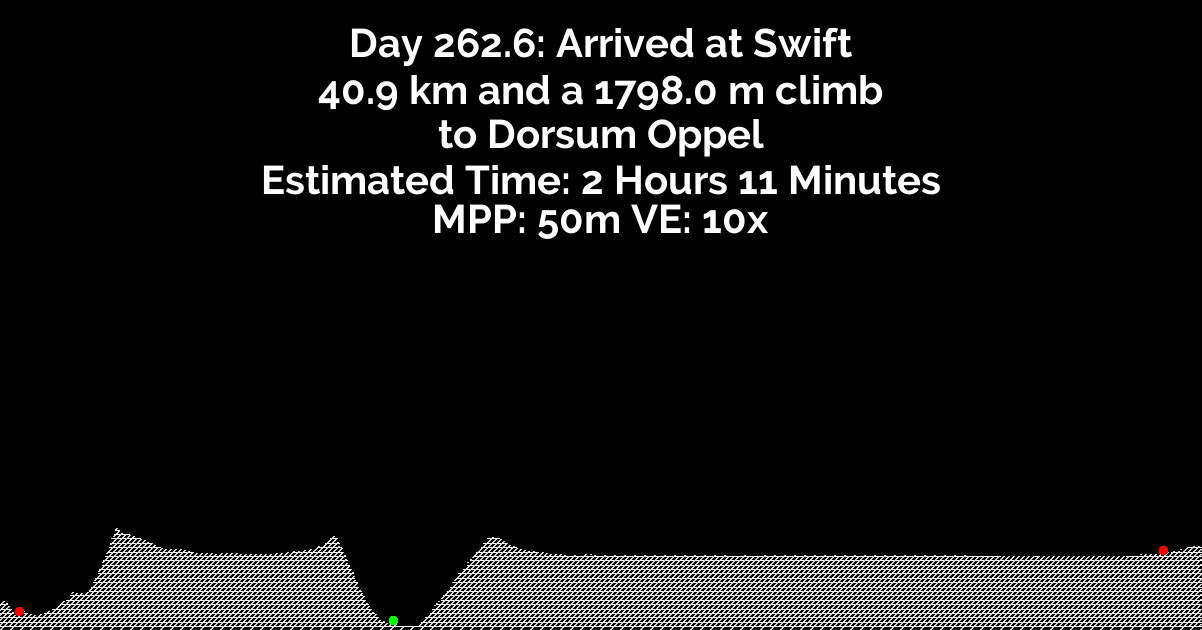 Day 262.6: Arrived at Swift
40.9 km and a 1798.0 m climb
to Dorsum Oppel
Estimated Time: 2 Hours 11 Minutes
MPP: 50m VE: 10x